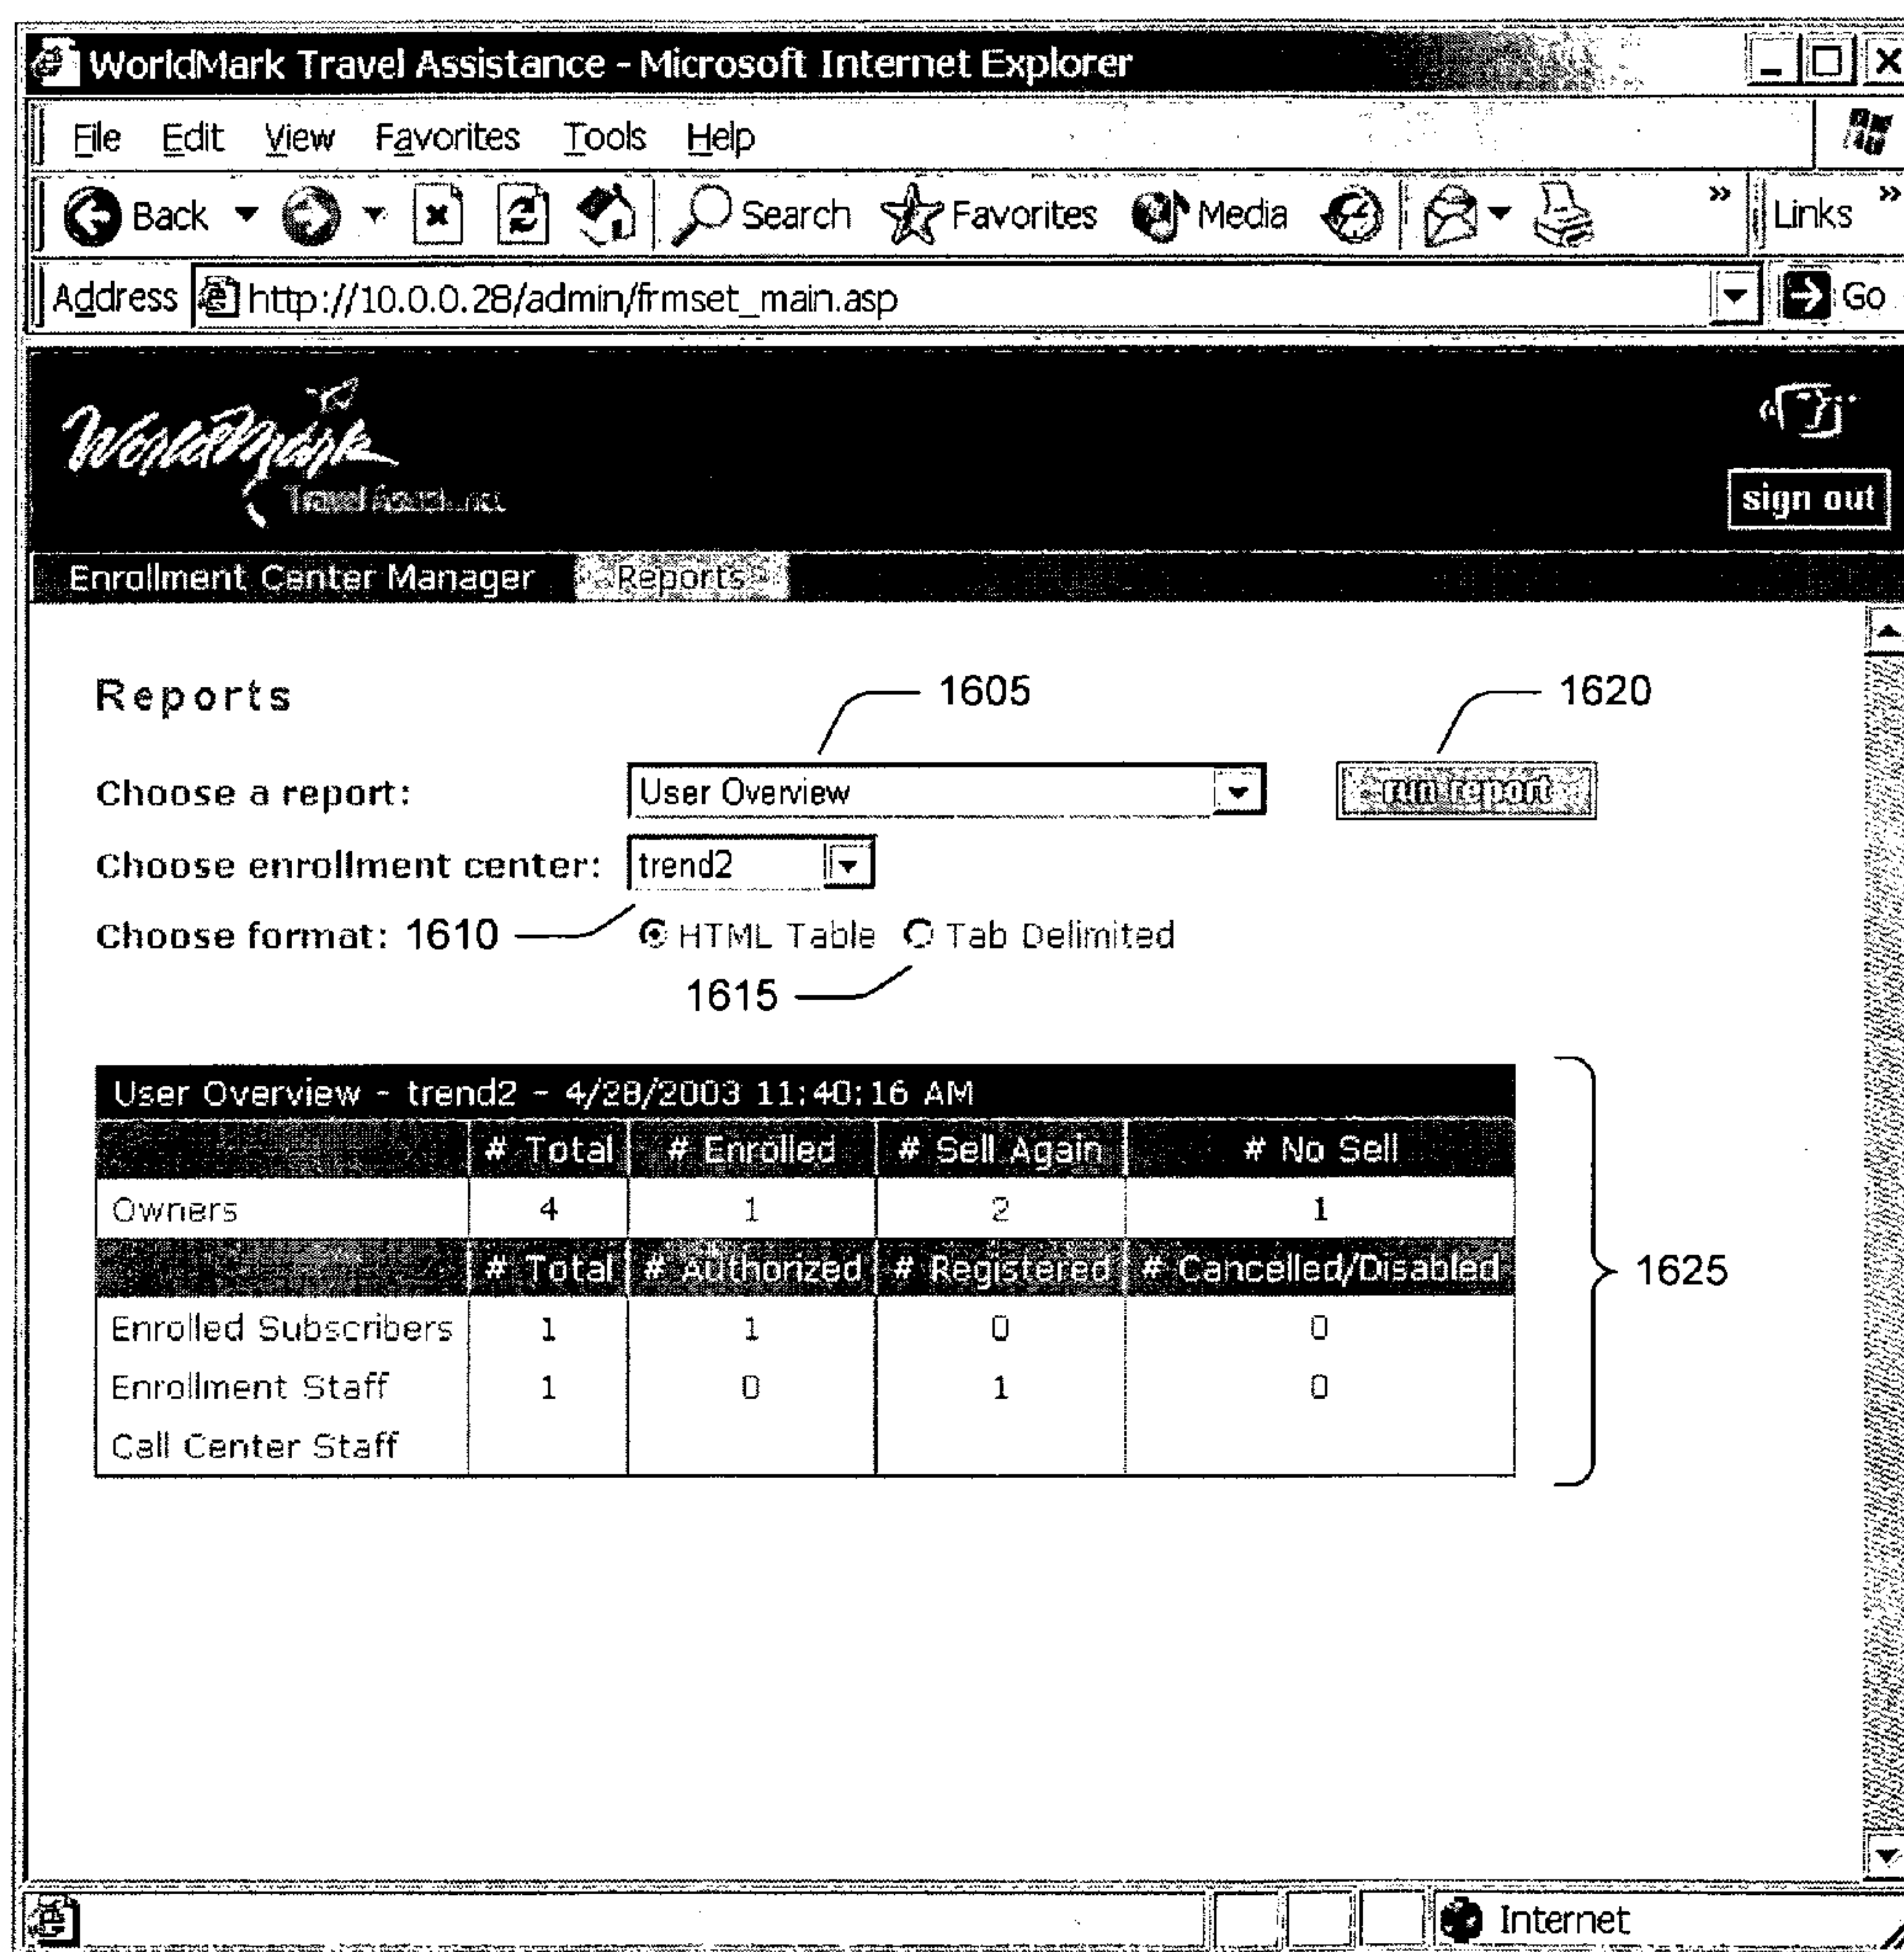 WorldMark Travel Assistance - Microsoft Internet Explorer
File Edit View Favorites Tools Help
Back Search Favorites Media » Links »
Address http://10.0.0.28/admin/frmset_main.asp Go
WorldMark
Travel
sign out
Enrollment Center Manager Reports
Reports 1605 1620
Choose a report: User Overview run report
Choose enrollment center: trend2
Choose format: 1610 HTML Table Tab Delimited
1615
User Overview - trend2 - 4/28/2003 11:40:16 AM
# Total # Enrolled # Sell Again # No Sell
Owners 4 1 2 1
# Total # Authorized # Registered # Cancelled/Disabled
1625
Enrolled Subscribers 1 1 0 0
Enrollment Staff 1 0 1 0
Call Center Staff
Internet